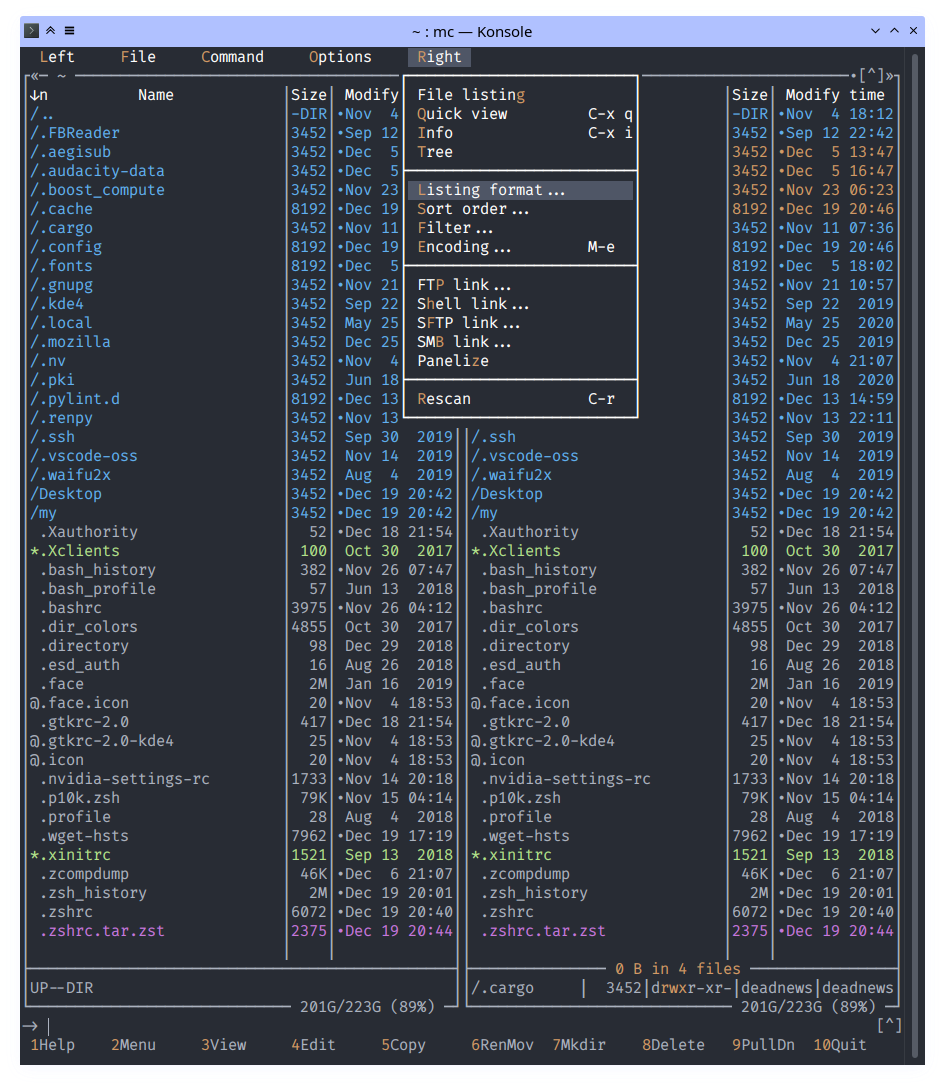 ~ : mc — Konsole
Left File Command Options Right
«─ ~ •[^]»
↓n Name Size Modify File listing Size Modify time
/.. -DIR •Nov 4 Quick view C-x q -DIR •Nov 4 18:12
/.FBReader 3452 •Sep 12 Info C-x i 3452 •Sep 12 22:42
/.aegisub 3452 •Dec 5 Tree 3452 •Dec 5 13:47
/.audacity-data 3452 •Dec 5 3452 •Dec 5 16:47
/.boost_compute 3452 •Nov 23 Listing format... 3452 •Nov 23 06:23
/.cache 8192 •Dec 19 Sort order... 8192 •Dec 19 20:46
/.cargo 3452 •Nov 11 Filter... 3452 •Nov 11 07:36
/.config 8192 •Dec 19 Encoding... M-e 8192 •Dec 19 20:46
/.fonts 8192 •Dec 5 8192 •Dec 5 18:02
/.gnupg 3452 •Nov 21 FTP link... 3452 •Nov 21 10:57
/.kde4 3452 Sep 22 Shell link... 3452 Sep 22 2019
/.local 3452 May 25 SFTP link... 3452 May 25 2020
/.mozilla 3452 Dec 25 SMB link... 3452 Dec 25 2019
/.nv 3452 •Nov 4 Panelize 3452 •Nov 4 21:07
/.pki 3452 Jun 18 3452 Jun 18 2020
/.pylint.d 8192 •Dec 13 Rescan C-r 8192 •Dec 13 14:59
/.renpy 3452 •Nov 13 3452 •Nov 13 22:11
/.ssh 3452 Sep 30 2019 /.ssh 3452 Sep 30 2019
/.vscode-oss 3452 Nov 14 2019 /.vscode-oss 3452 Nov 14 2019
/.waifu2x 3452 Aug 4 2019 /.waifu2x 3452 Aug 4 2019
/Desktop 3452 •Dec 19 20:42 /Desktop 3452 •Dec 19 20:42
/my 3452 •Dec 19 20:42 /my 3452 •Dec 19 20:42
.Xauthority 52 •Dec 18 21:54 .Xauthority 52 •Dec 18 21:54
*.Xclients 100 Oct 30 2017 *.Xclients 100 Oct 30 2017
.bash_history 382 •Nov 26 07:47 .bash_history 382 •Nov 26 07:47
.bash_profile 57 Jun 13 2018 .bash_profile 57 Jun 13 2018
.bashrc 3975 •Nov 26 04:12 .bashrc 3975 •Nov 26 04:12
.dir_colors 4855 Oct 30 2017 .dir_colors 4855 Oct 30 2017
.directory 98 Dec 29 2018 .directory 98 Dec 29 2018
.esd_auth 16 Aug 26 2018 .esd_auth 16 Aug 26 2018
.face 2M Jan 16 2019 .face 2M Jan 16 2019
@.face.icon 20 •Nov 4 18:53 @.face.icon 20 •Nov 4 18:53
.gtkrc-2.0 417 •Dec 18 21:54 .gtkrc-2.0 417 •Dec 18 21:54
@.gtkrc-2.0-kde4 25 •Nov 4 18:53 @.gtkrc-2.0-kde4 25 •Nov 4 18:53
@.icon 20 •Nov 4 18:53 @.icon 20 •Nov 4 18:53
.nvidia-settings-rc 1733 •Nov 14 20:18 .nvidia-settings-rc 1733 •Nov 14 20:18
.p10k.zsh 79K •Nov 15 04:14 .p10k.zsh 79K •Nov 15 04:14
.profile 28 Aug 4 2018 .profile 28 Aug 4 2018
.wget-hsts 7962 •Dec 19 17:19 .wget-hsts 7962 •Dec 19 17:19
*.xinitrc 1521 Sep 13 2018 *.xinitrc 1521 Sep 13 2018
.zcompdump 46K •Dec 6 21:07 .zcompdump 46K •Dec 6 21:07
.zsh_history 2M •Dec 19 20:01 .zsh_history 2M •Dec 19 20:01
.zshrc 6072 •Dec 19 20:40 .zshrc 6072 •Dec 19 20:40
.zshrc.tar.zst 2375 •Dec 19 20:44 .zshrc.tar.zst 2375 •Dec 19 20:44
0 B in 4 files
UP--DIR /.cargo | 3452|drwxr-xr-|deadnews|deadnews
201G/223G (89%) 201G/223G (89%)
→ [^]
1Help 2Menu 3View 4Edit 5Copy 6RenMov 7Mkdir 8Delete 9PullDn 10Quit